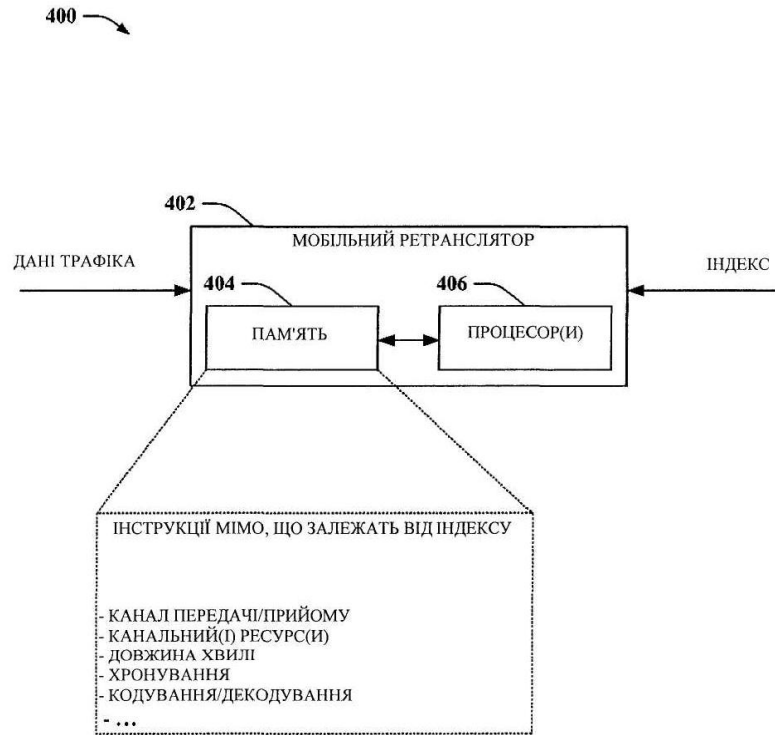 400
402
МОБІЛЬНИЙ РЕТРАНСЛЯТОР
ДАНІ ТРАФІКА
ІНДЕКС
404
406
ПАМ'ЯТЬ
ПРОЦЕСОР(И)
ІНСТРУКЦІЇ МІМО, ЩО ЗАЛЕЖАТЬ ВІД ІНДЕКСУ
- КАНАЛ ПЕРЕДАЧІ/ПРИЙОМУ
- КАНАЛЬНИЙ(І) РЕСУРС(И)
- ДОВЖИНА ХВИЛІ
- ХРОНУВАННЯ
- КОДУВАННЯ/ДЕКОДУВАННЯ
- ...